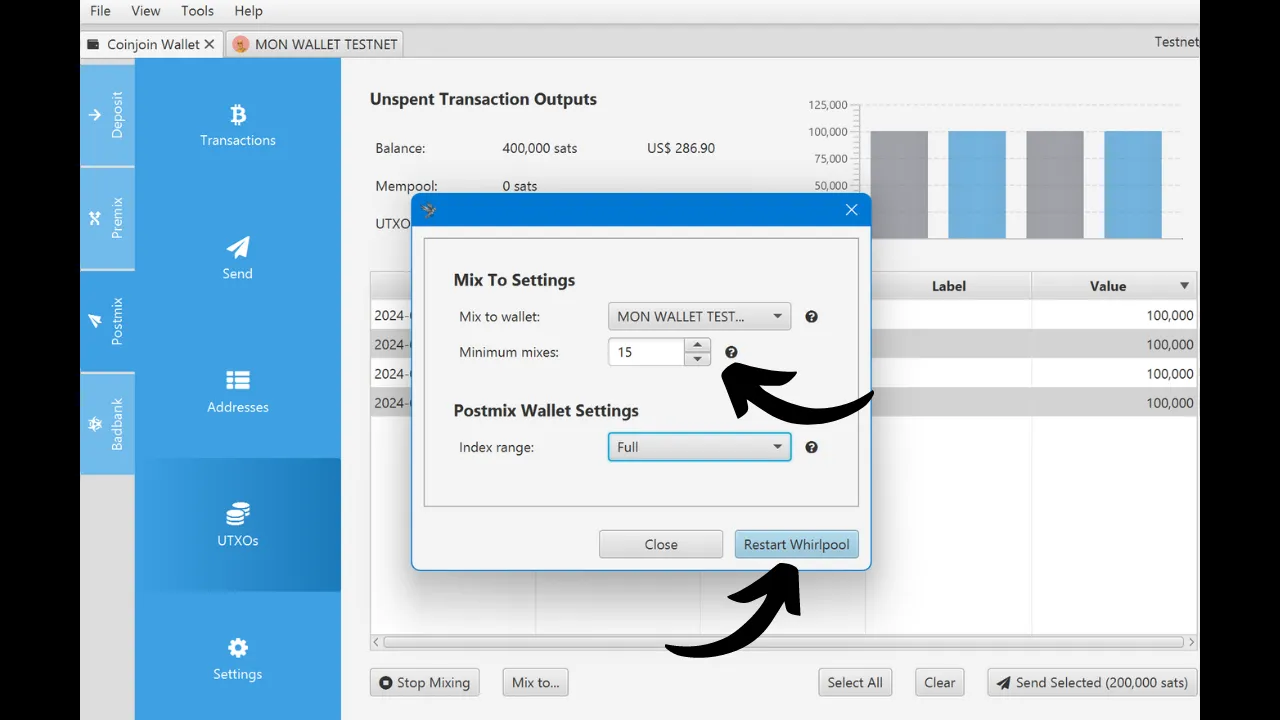 File View Tools Help
Coinjoin Wallet MON WALLET TESTNET Testnet
Deposit
Premix
Postmix
Badbank
Transactions
Send
Addresses
UTXOs
Settings
Unspent Transaction Outputs
Balance: 400,000 sats US$ 286.90
Mempool: 0 sats
UTXO
125,000
100,000
75,000
50,000
Label Value
2024- 100,000
2024- 100,000
2024- 100,000
2024- 100,000
Mix To Settings
Mix to wallet: MON WALLET TEST...
Minimum mixes: 15
Postmix Wallet Settings
Index range: Full
Close Restart Whirlpool
Stop Mixing Mix to... Select All Clear Send Selected (200,000 sats)